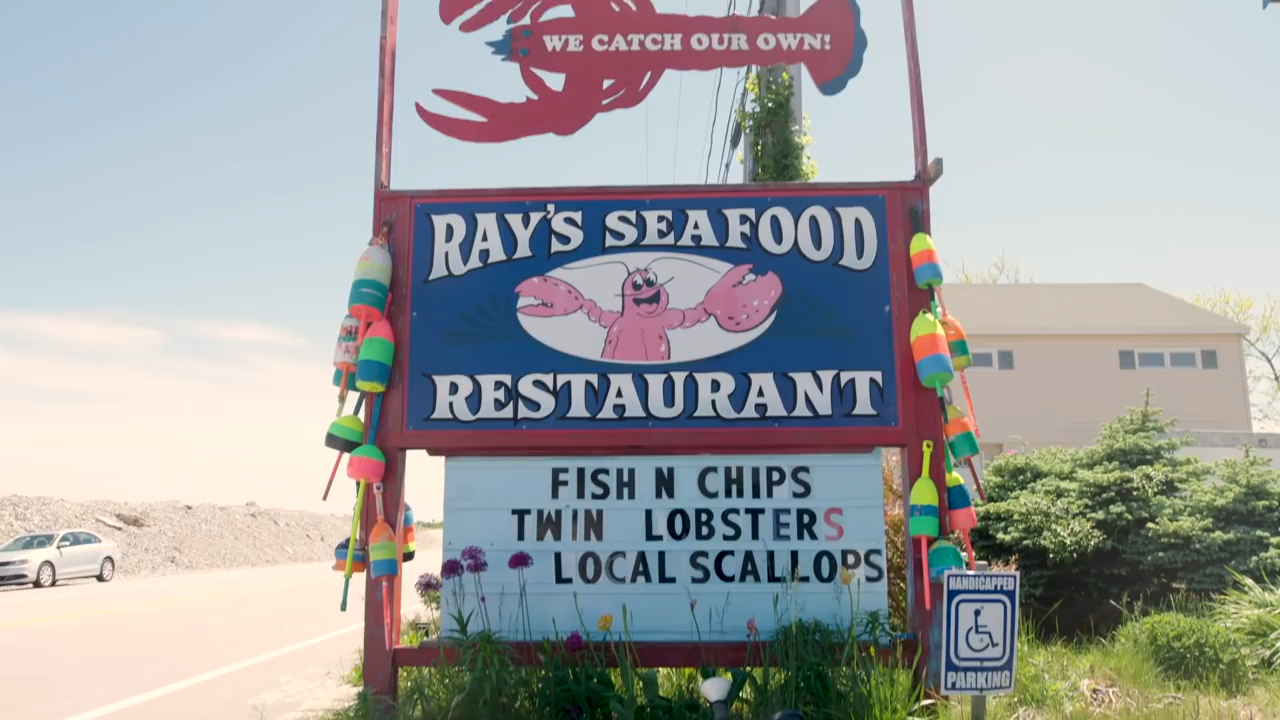 WE CATCH OUR OWN!
RAY'S SEAFOOD
RESTAURANT
FISH N CHIPS
TWIN LOBSTERS
LOCAL SCALLOPS
HANDICAPPED
PARKING